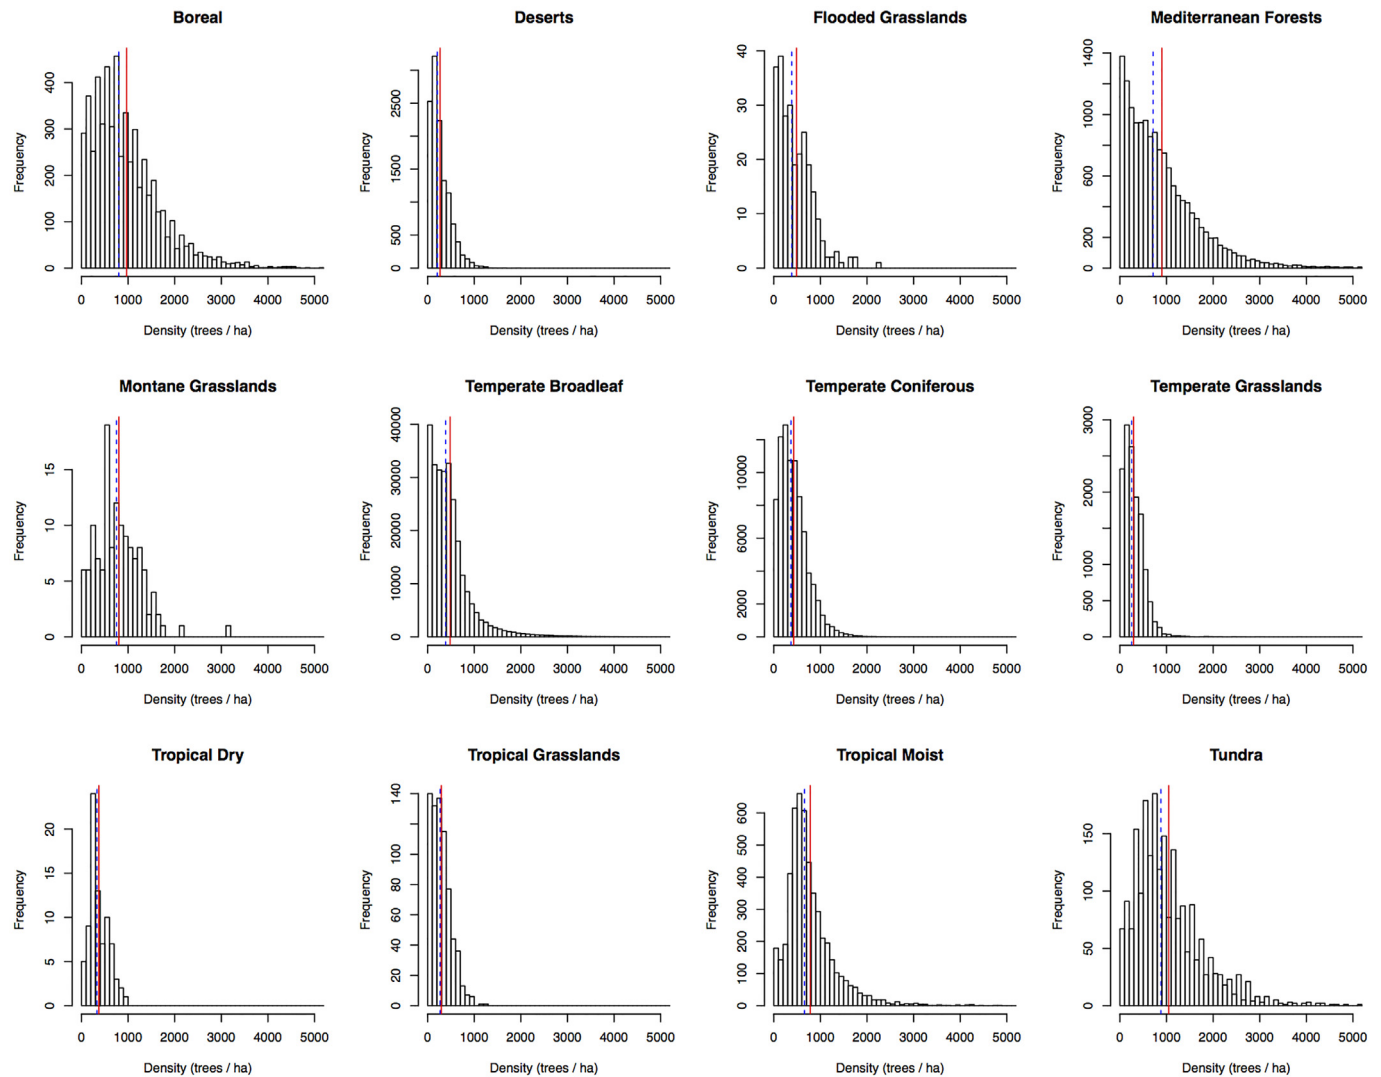 Boreal
Deserts
Flooded Grasslands
Mediterranean Forests
Frequency
0 100 200 300 400
0 1000 2000 3000 4000 5000
Density (trees / ha)
Frequency
0 500 1500 2500
0 1000 2000 3000 4000 5000
Density (trees / ha)
Frequency
0 10 20 30 40
0 1000 2000 3000 4000 5000
Density (trees / ha)
Frequency
0 200 600 1000 1400
0 1000 2000 3000 4000 5000
Density (trees / ha)
Montane Grasslands
Temperate Broadleaf
Temperate Coniferous
Temperate Grasslands
Frequency
0 5 10 15
0 1000 2000 3000 4000 5000
Density (trees / ha)
Frequency
0 10000 20000 30000 40000
0 1000 2000 3000 4000 5000
Density (trees / ha)
Frequency
0 2000 6000 10000
0 1000 2000 3000 4000 5000
Density (trees / ha)
Frequency
0 500 1000 2000 3000
0 1000 2000 3000 4000 5000
Density (trees / ha)
Tropical Dry
Tropical Grasslands
Tropical Moist
Tundra
Frequency
0 5 10 15 20
0 1000 2000 3000 4000 5000
Density (trees / ha)
Frequency
0 20 40 60 80 100 140
0 1000 2000 3000 4000 5000
Density (trees / ha)
Frequency
0 100 200 300 400 500 600
0 1000 2000 3000 4000 5000
Density (trees / ha)
Frequency
0 50 100 150
0 1000 2000 3000 4000 5000
Density (trees / ha)